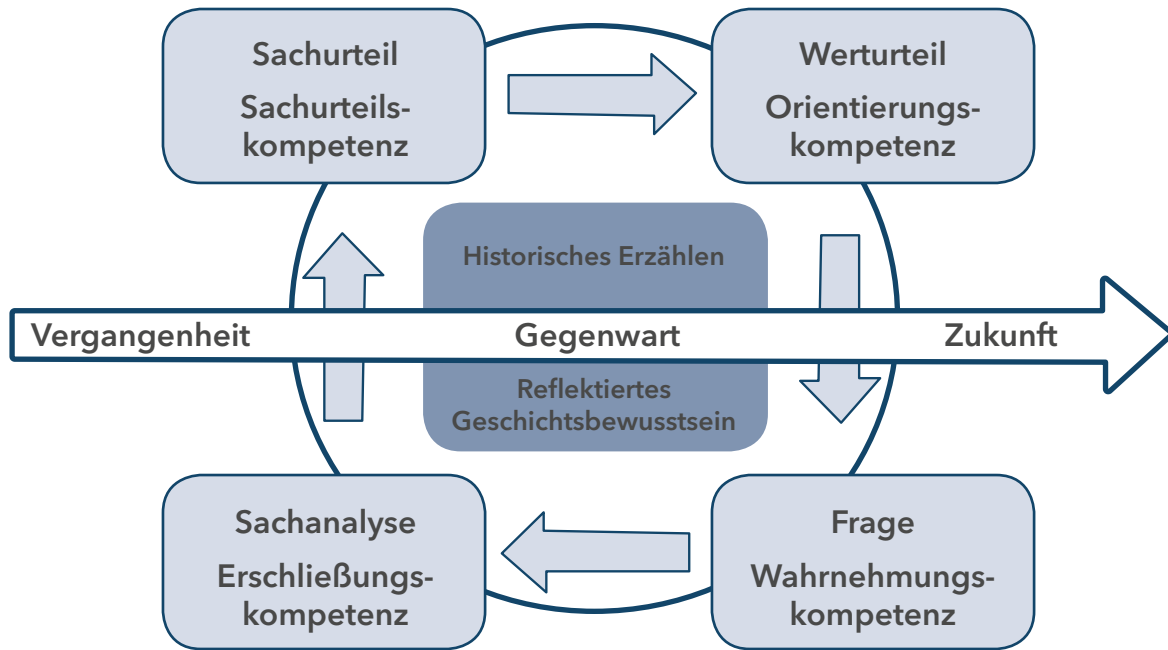 Sachurteil
Sachurteils-
kompetenz
Werturteil
Orientierungs-
kompetenz
Historisches Erzählen
Vergangenheit
Gegenwart
Zukunft
Reflektiertes
Geschichtsbewusstsein
Sachanalyse
Erschließungs-
kompetenz
Frage
Wahrnehmungs-
kompetenz